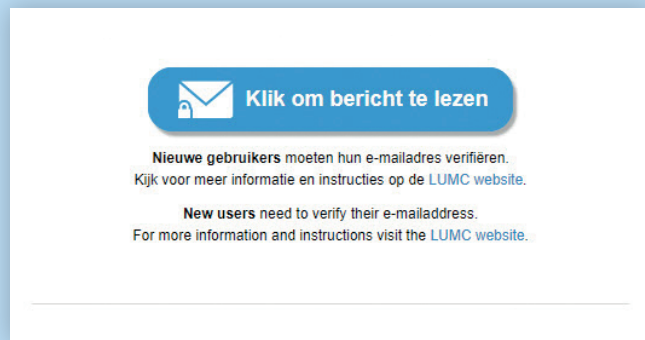 Klik om bericht te lezen
Nieuwe gebruikers moeten hun e-mailadres verifiëren.
Kijk voor meer informatie en instructies op de LUMC website.
New users need to verify their e-mailaddress.
For more information and instructions visit the LUMC website.